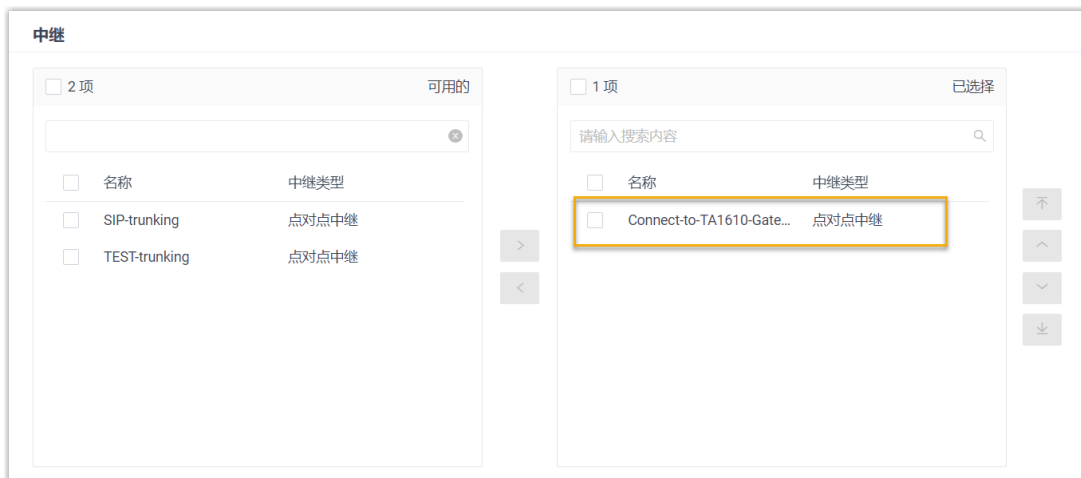 中继
2 项 可用的
1 项 已选择
请输入搜索内容
名称 中继类型
名称 中继类型
SIP-trunking 点对点中继
Connect-to-TA1610-Gate... 点对点中继
TEST-trunking 点对点中继